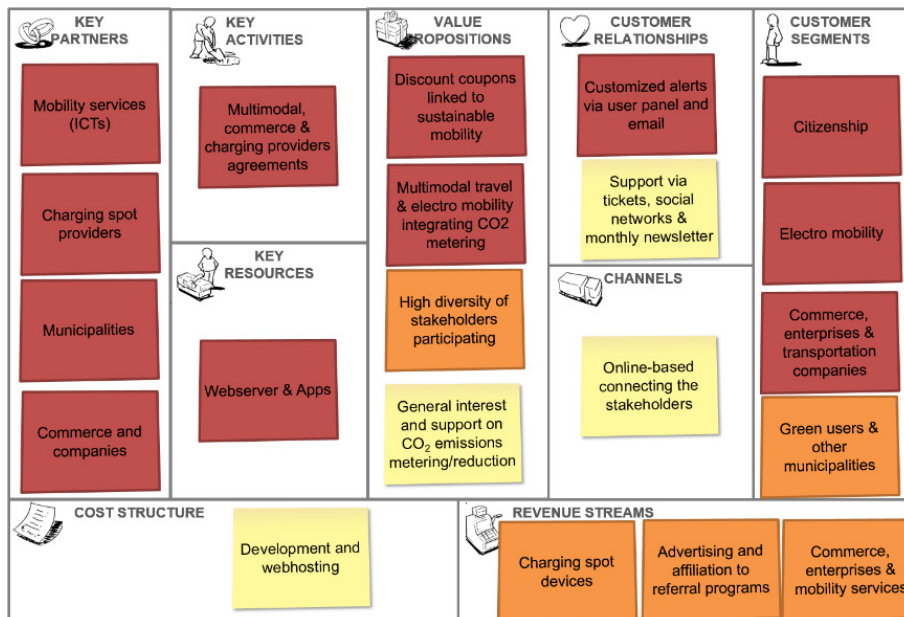 KEY
PARTNERS
Mobility services
(ICTs)
Charging spot
providers
Municipalities
Commerce and
companies
KEY
ACTIVITIES
Multimodal,
commerce &
charging providers
agreements
KEY
RESOURCES
Webserver & Apps
VALUE
PROPOSITIONS
Discount coupons
linked to
sustainable
mobility
Multimodal travel
& electro mobility
integrating CO2
metering
High diversity of
stakeholders
participating
General interest
and support on
CO₂ emissions
metering/reduction
CUSTOMER
RELATIONSHIPS
Customized alerts
via user panel and
email
Support via
tickets, social
networks &
monthly newsletter
CHANNELS
Online-based
connecting the
stakeholders
CUSTOMER
SEGMENTS
Citizenship
Electro mobility
Commerce,
enterprises &
transportation
companies
Green users &
other
municipalities
COST STRUCTURE
Development and
webhosting
REVENUE STREAMS
Charging spot
devices
Advertising and
affiliation to
referral programs
Commerce,
enterprises &
mobility services